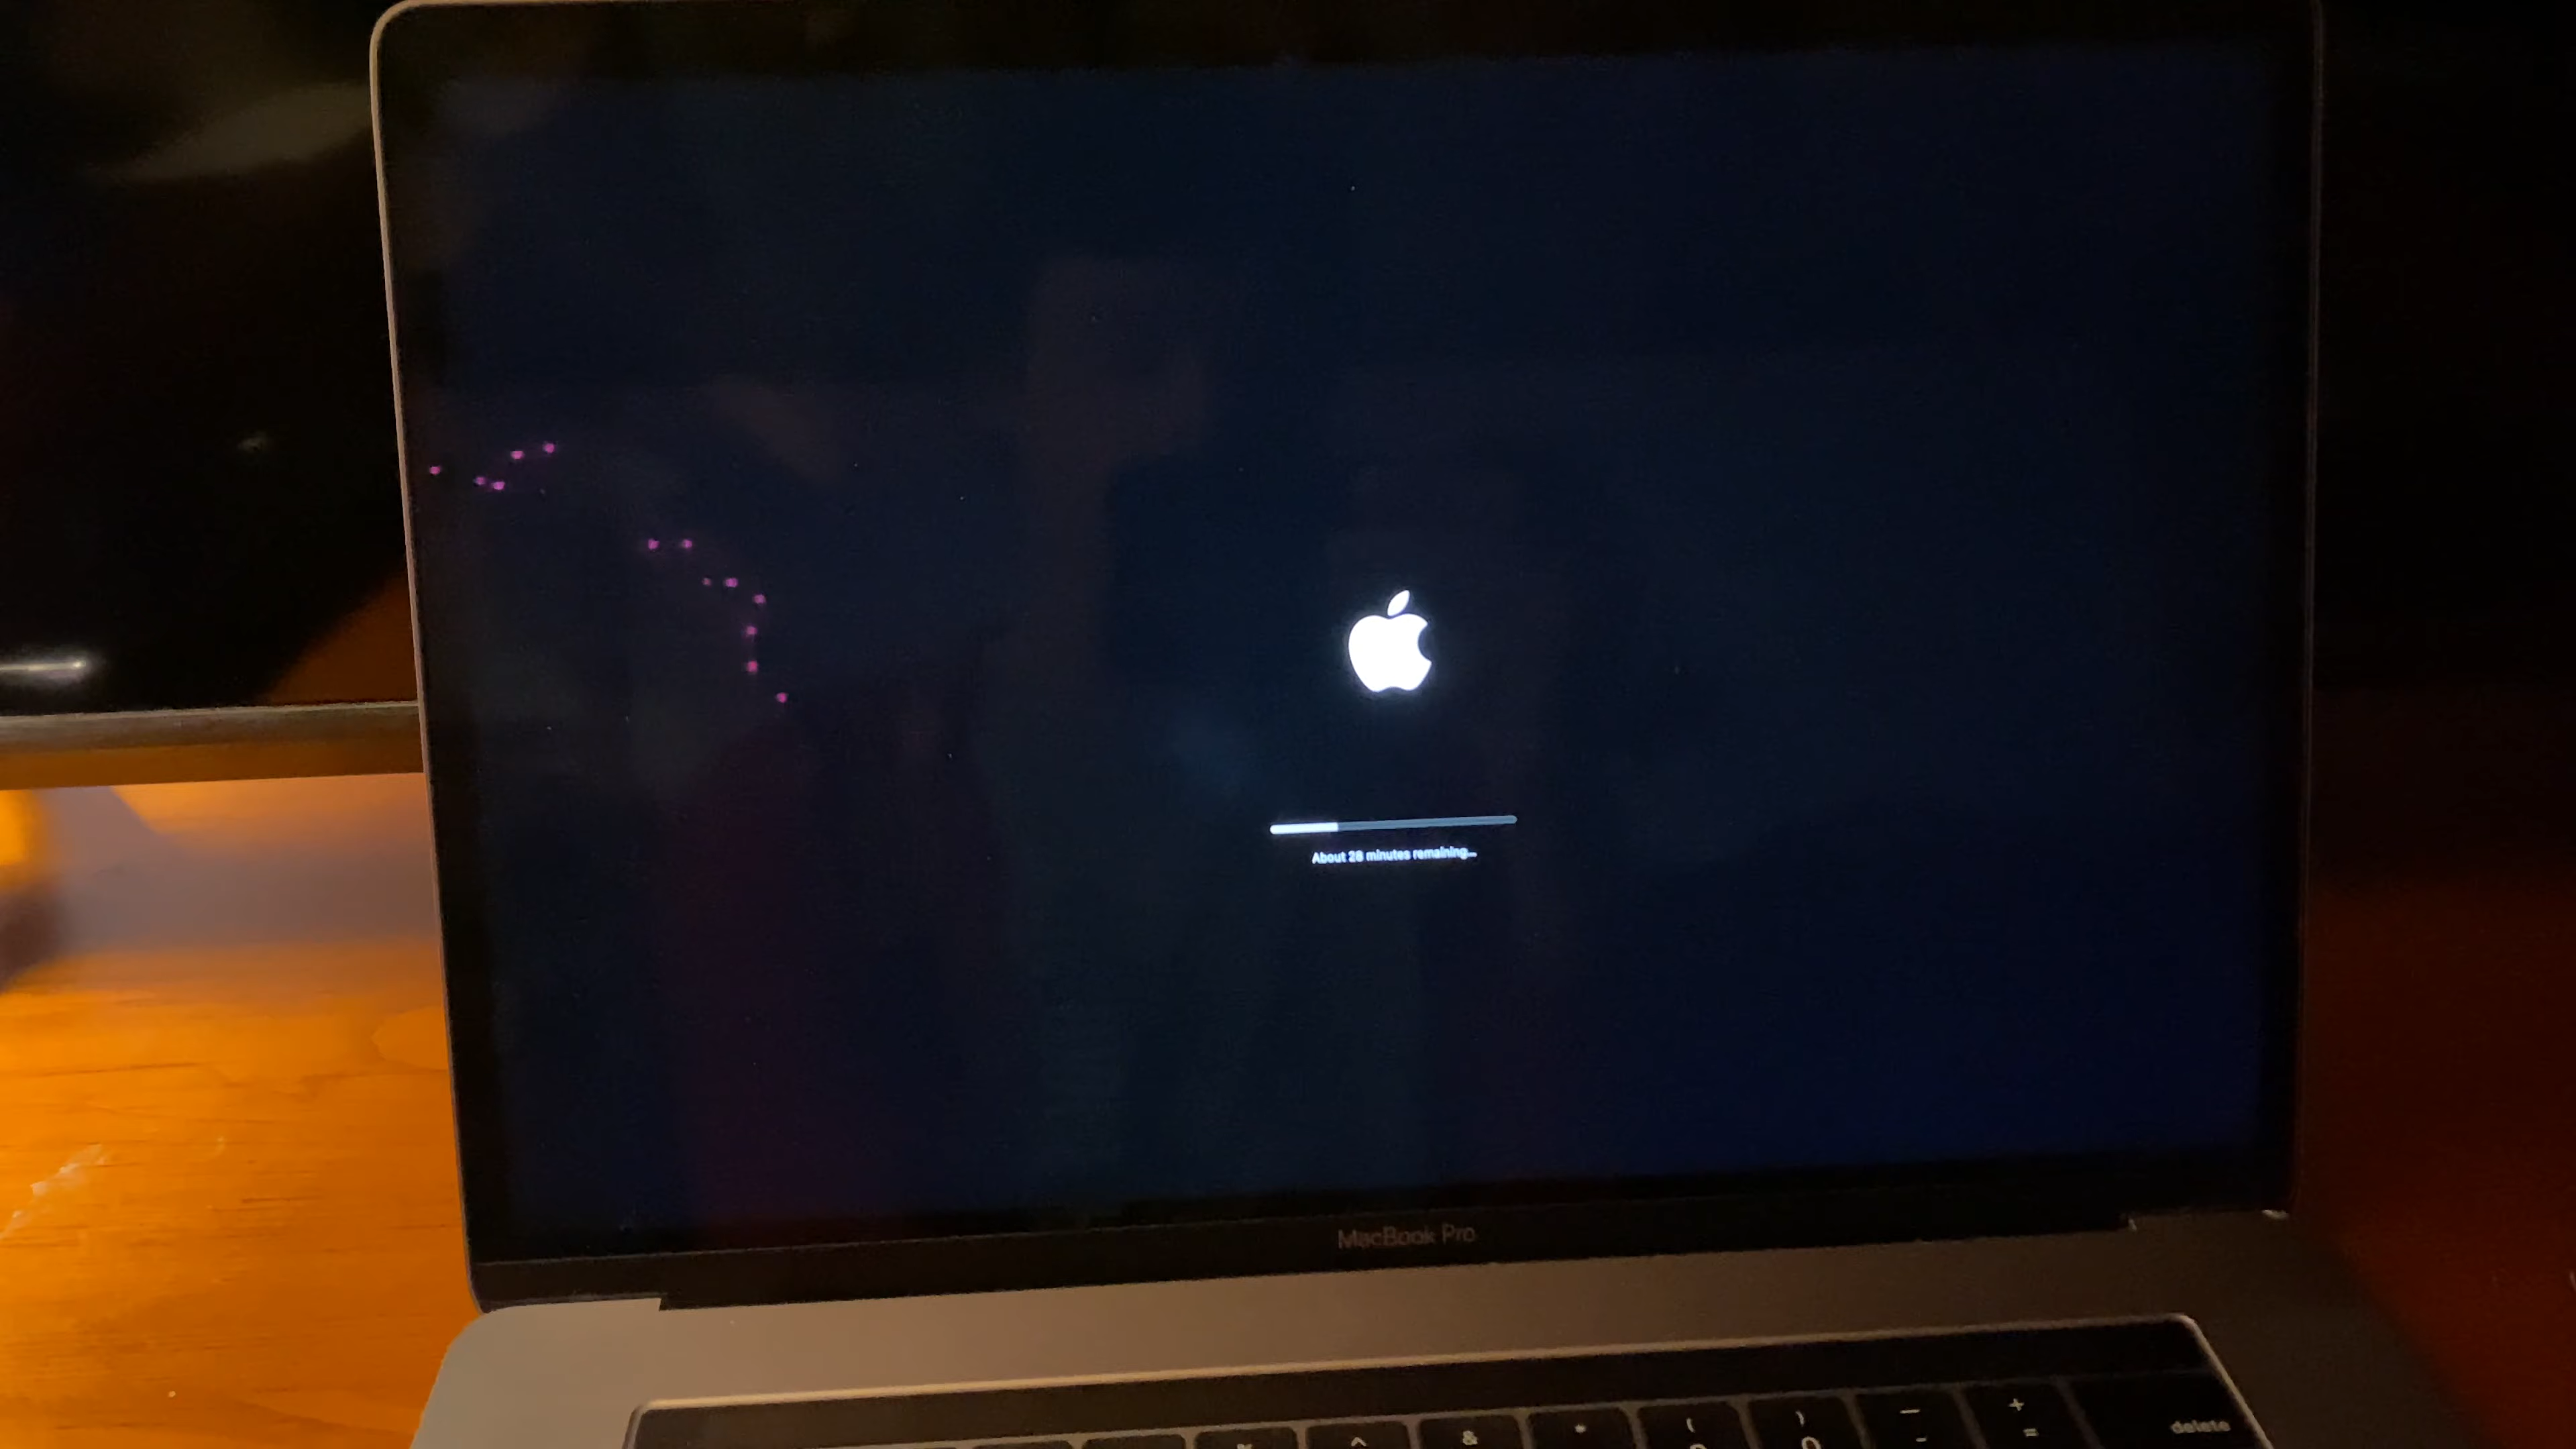 About 28 minutes remaining...
MacBook Pro
^ & * ( ) — +
- =
delete